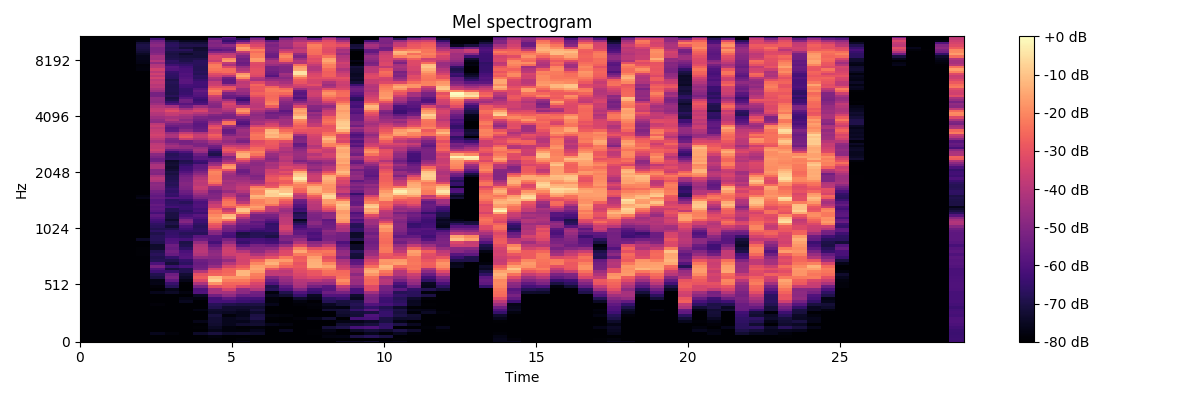 Mel spectrogram
8192
4096
2048
1024
512
0
Hz
0 5 10 15 20 25
Time
+0 dB
-10 dB
-20 dB
-30 dB
-40 dB
-50 dB
-60 dB
-70 dB
-80 dB